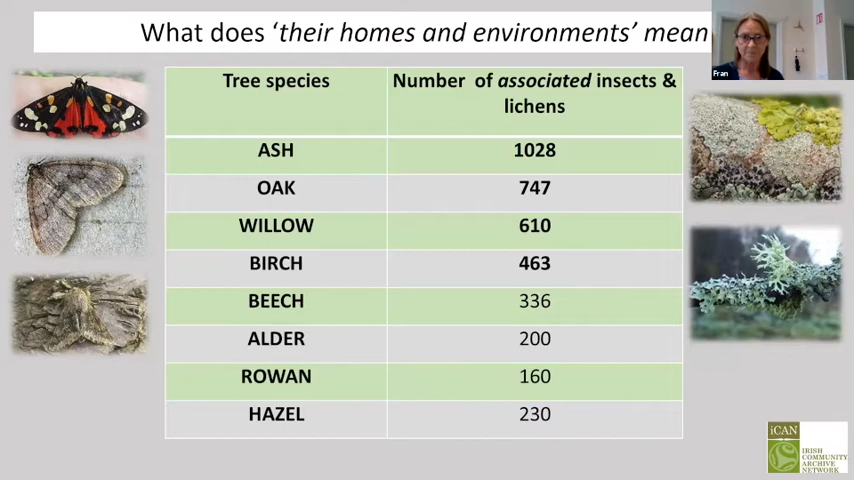 What does ‘their homes and environments’ mean
Fran
Tree species Number of associated insects &
lichens
ASH 1028
OAK 747
WILLOW 610
BIRCH 463
BEECH 336
ALDER 200
ROWAN 160
HAZEL 230
iCAN
IRISH
COMMUNITY
ARCHIVE
NETWORK